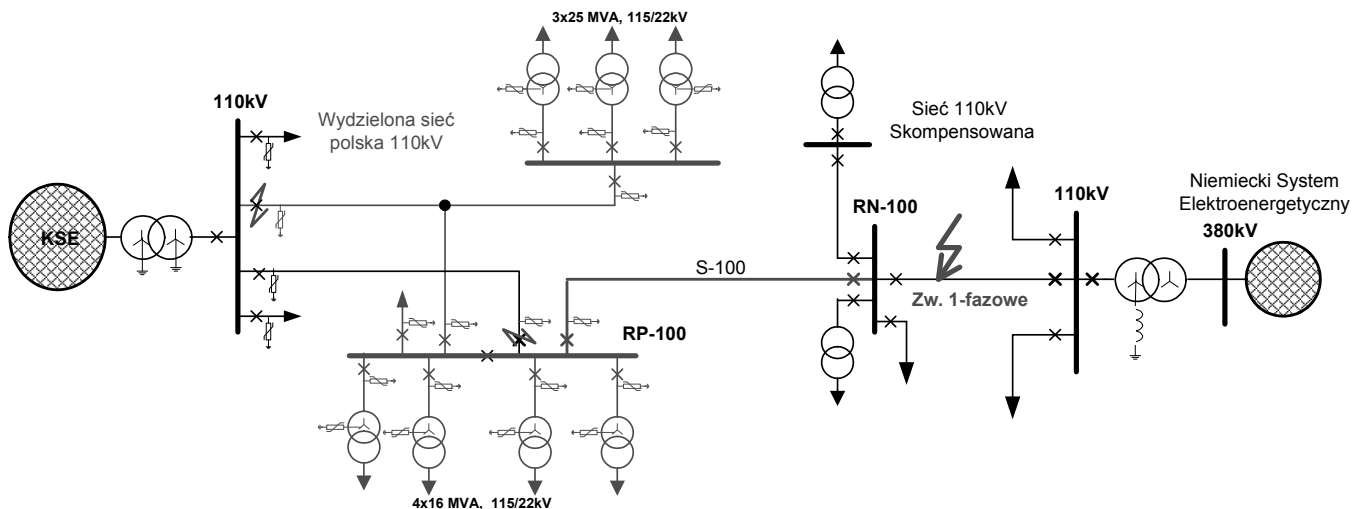 3x25 MVA, 115/22kV
110kV
Wydzielona sieć
polska 110kV
Sieć 110kV
Skompensowana
Niemiecki System
Elektroenergetyczny
110kV
380kV
RN-100
KSE
S-100
Zw. 1-fazowe
RP-100
4x16 MVA, 115/22kV